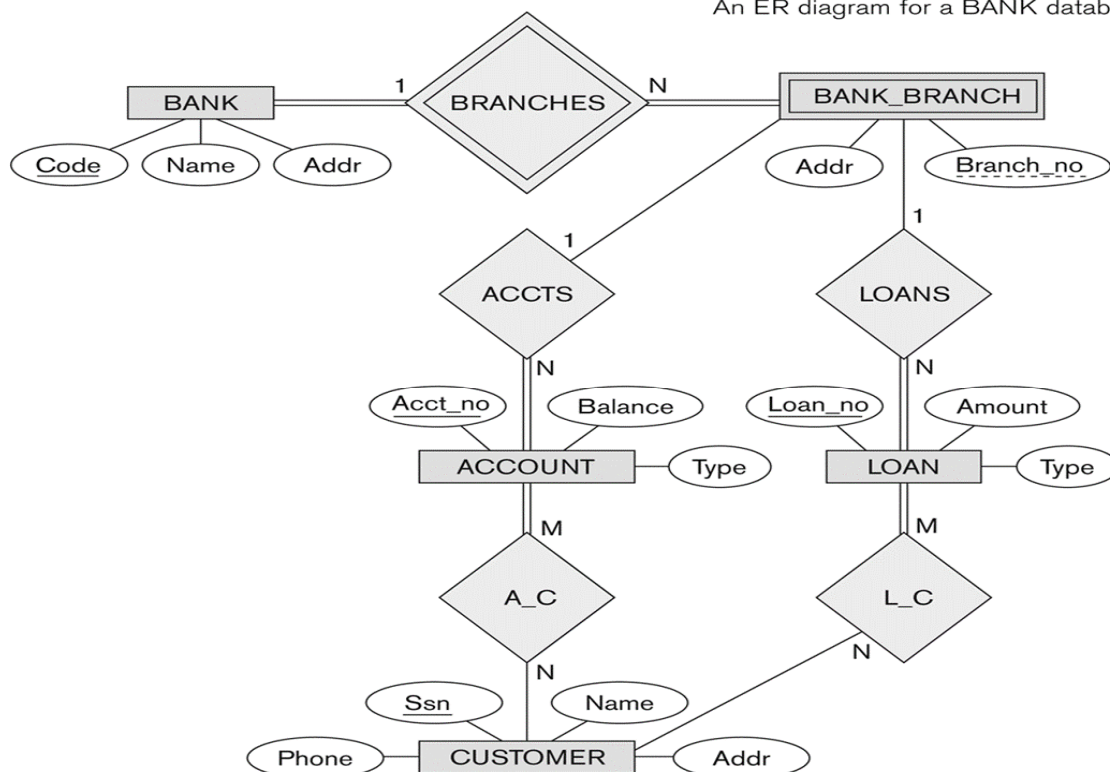 An ER diagram for a BANK datab
1
N
BANK
BRANCHES
BANK_BRANCH
Code
Name
Addr
Addr
Branch_no
1
1
ACCTS
LOANS
N
N
Acct_no
Balance
Loan_no
Amount
ACCOUNT
Type
LOAN
Type
M
M
A_C
L_C
N
N
Ssn
Name
Phone
CUSTOMER
Addr